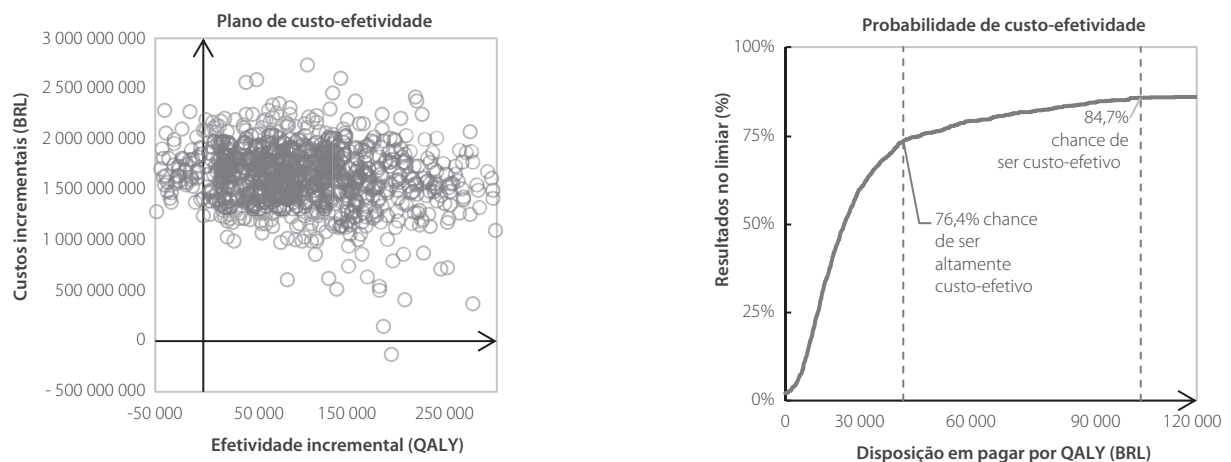 Plano de custo-efetividade
3 000 000 000
2 500 000 000
2 000 000 000
1 500 000 000
1 000 000 000
500 000 000
0
- 500 000 000
Custos incrementais (BRL)
-50 000
50 000
150 000
250 000
Efetividade incremental (QALY)
Probabilidade de custo-efetividade
100%
75%
50%
25%
0%
Resultados no limiar (%)
84,7%
chance de
ser custo-efetivo
76,4% chance
de ser
altamente
custo-efetivo
0
30 000
60 000
90 000
120 000
Disposição em pagar por QALY (BRL)